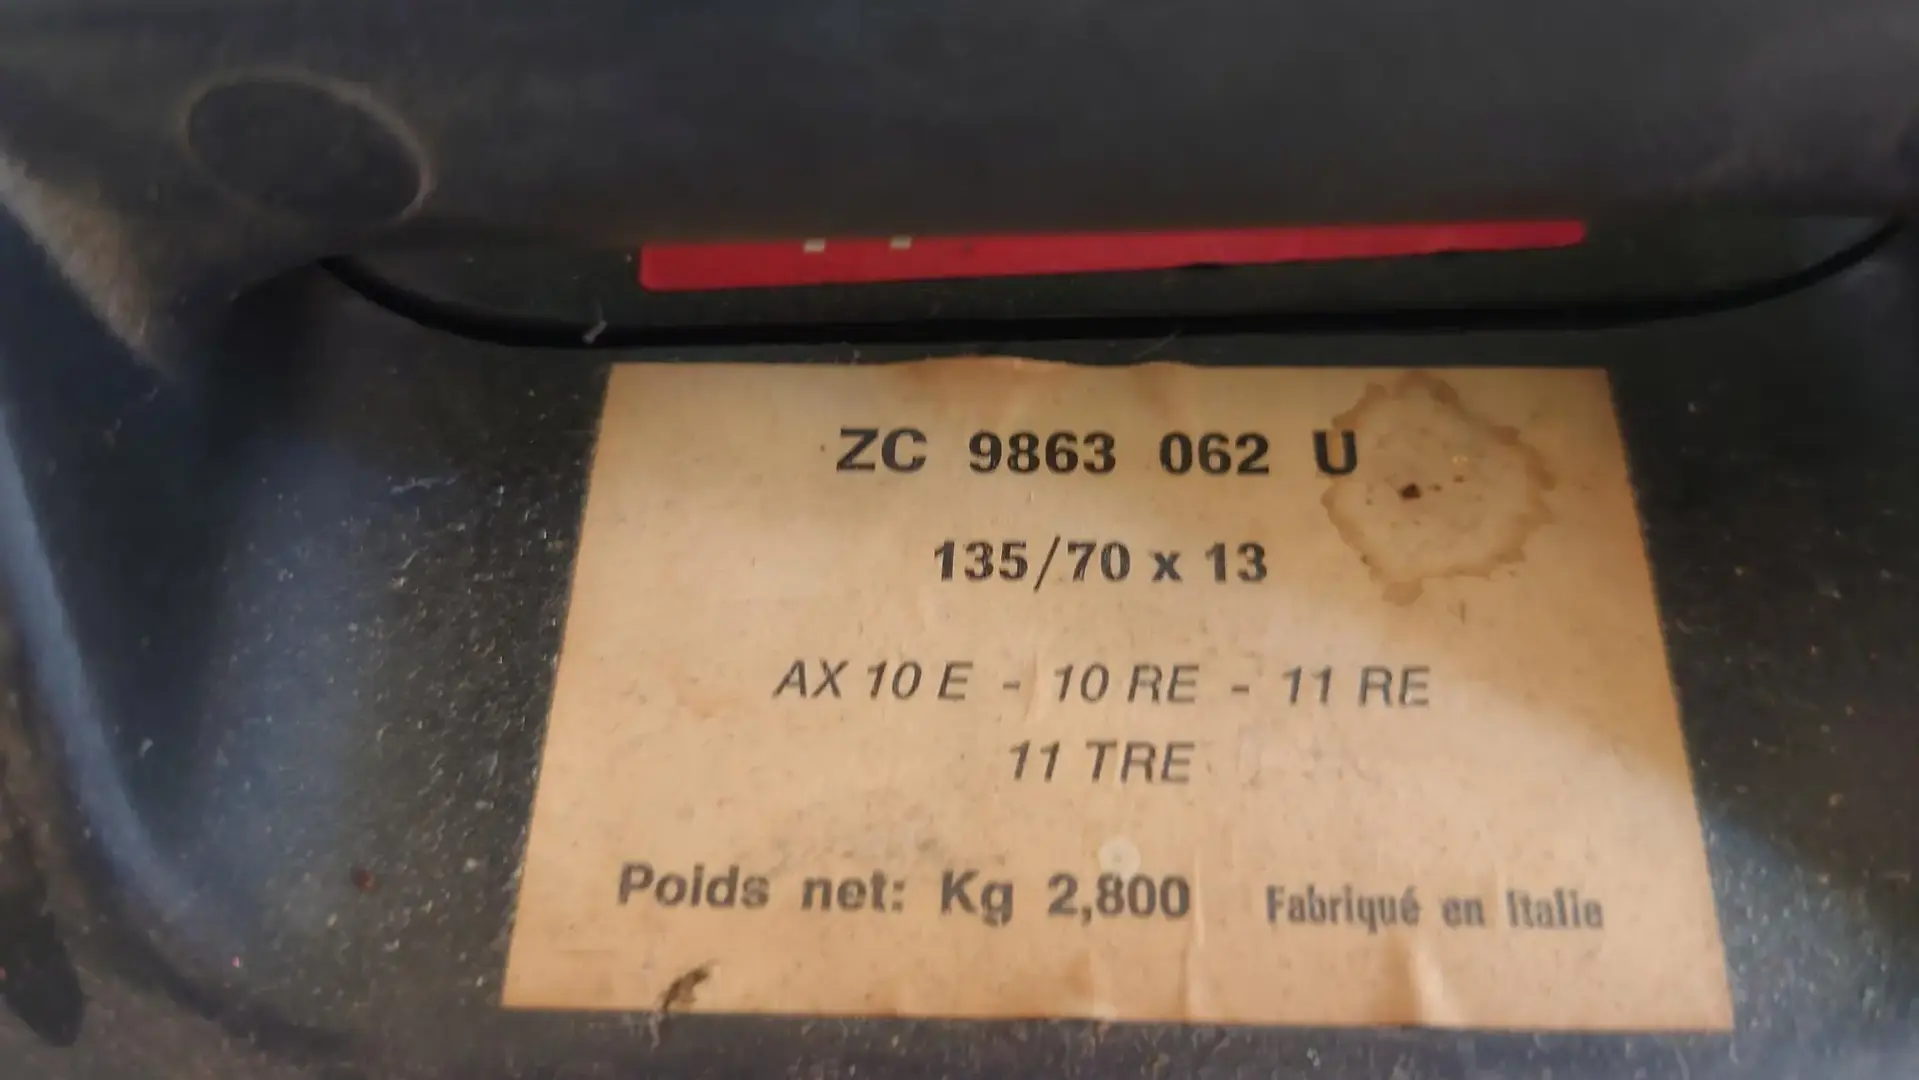 ZC 9863 062 U
135/70 x 13
AX 10 E - 10 RE - 11 RE
11 TRE
Poids net: Kg 2,800 Fabriqué en Italie